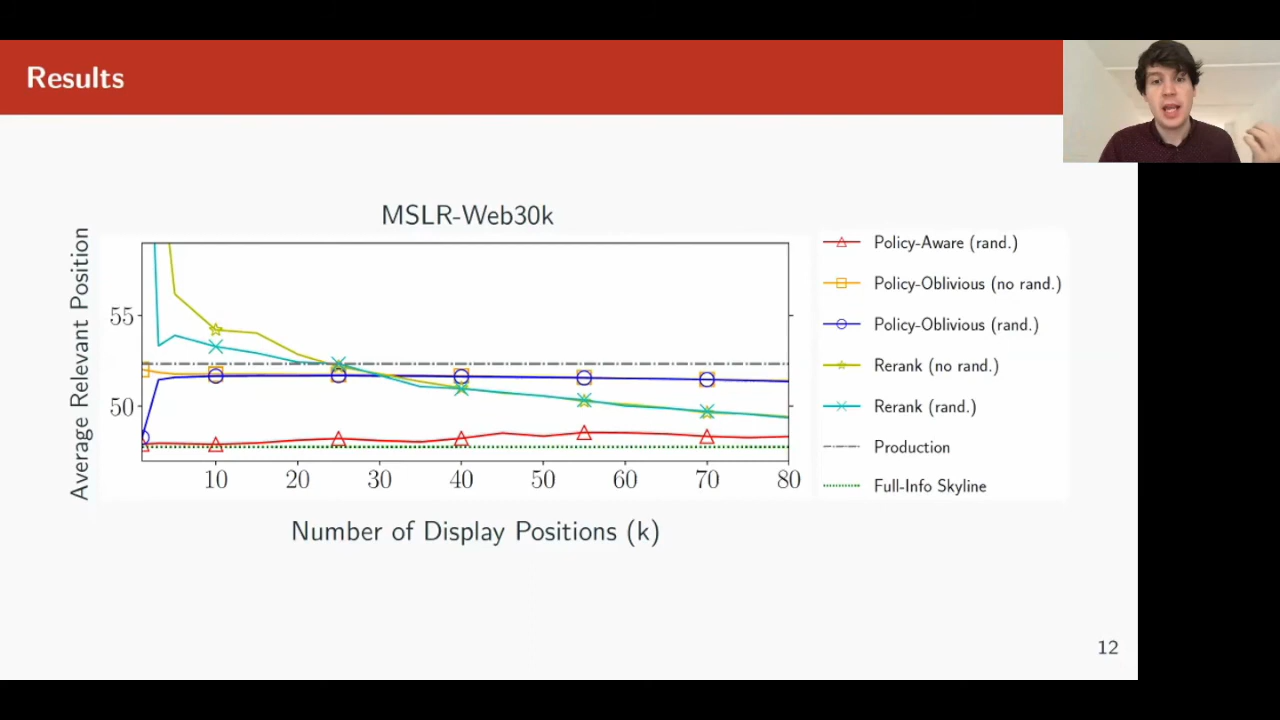 Results
MSLR-Web30k
Average Relevant Position
55
50
10 20 30 40 50 60 70 80
Number of Display Positions (k)
Policy-Aware (rand.)
Policy-Oblivious (no rand.)
Policy-Oblivious (rand.)
Rerank (no rand.)
Rerank (rand.)
Production
Full-Info Skyline
12